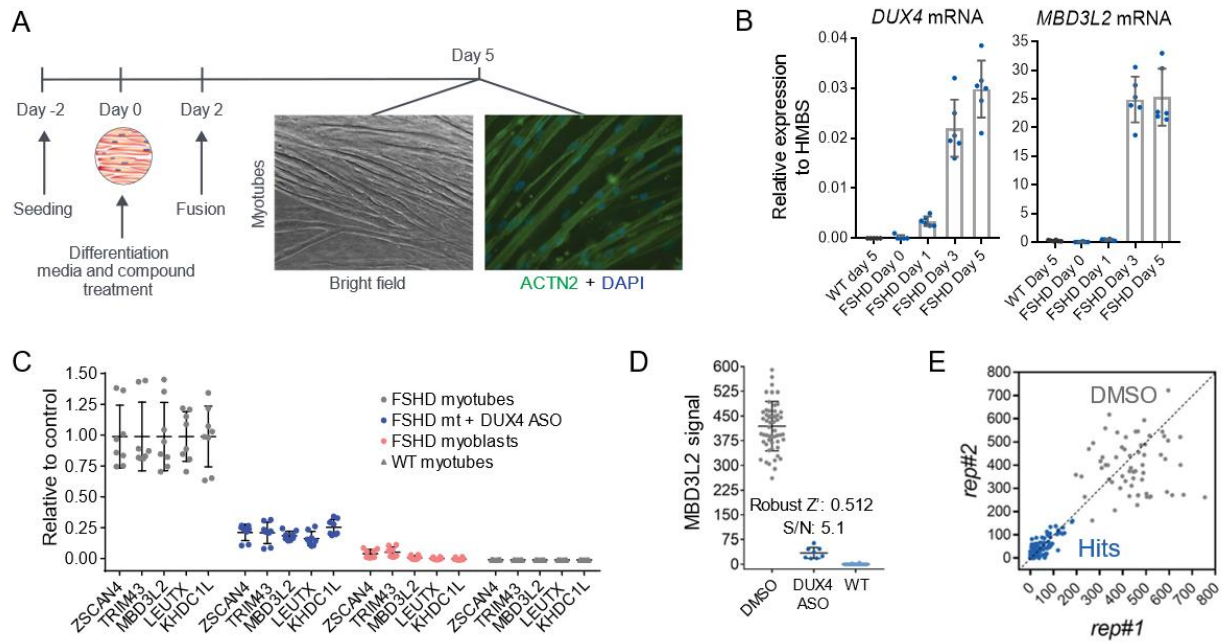 A
Day 5
Day -2
Day 0
Day 2
Seeding
Fusion
Differentiation
media and compound
treatment
Myotubes
Bright field
ACTN2 + DAPI
B
DUX4 mRNA
MBD3L2 mRNA
Relative expression
to HMBS
0.04
0.03
0.02
0.01
0.00
WT day 5
FSHD Day 0
FSHD Day 1
FSHD Day 3
FSHD Day 5
35
30
25
20
15
10
5
0
WT Day 5
FSHD Day 0
FSHD Day 1
FSHD Day 3
FSHD Day 5
C
Relative to control
1.50
1.25
1.00
0.75
0.50
0.25
0.00
FSHD myotubes
FSHD mt + DUX4 ASO
FSHD myoblasts
WT myotubes
ZSCAN4
TRIM43
MBD3L2
LEUTX
KHDC1L
ZSCAN4
TRIM43
MBD3L2
LEUTX
KHDC1L
ZSCAN4
TRIM43
MBD3L2
LEUTX
KHDC1L
ZSCAN4
TRIM43
MBD3L2
LEUTX
KHDC1L
D
MBD3L2 signal
600
525
450
375
300
225
150
75
0
Robust Z': 0.512
S/N: 5.1
DMSO
DUX4
ASO
WT
E
rep#2
800
700
600
500
400
300
200
100
0
DMSO
Hits
0
100
200
300
400
500
600
700
800
rep#1